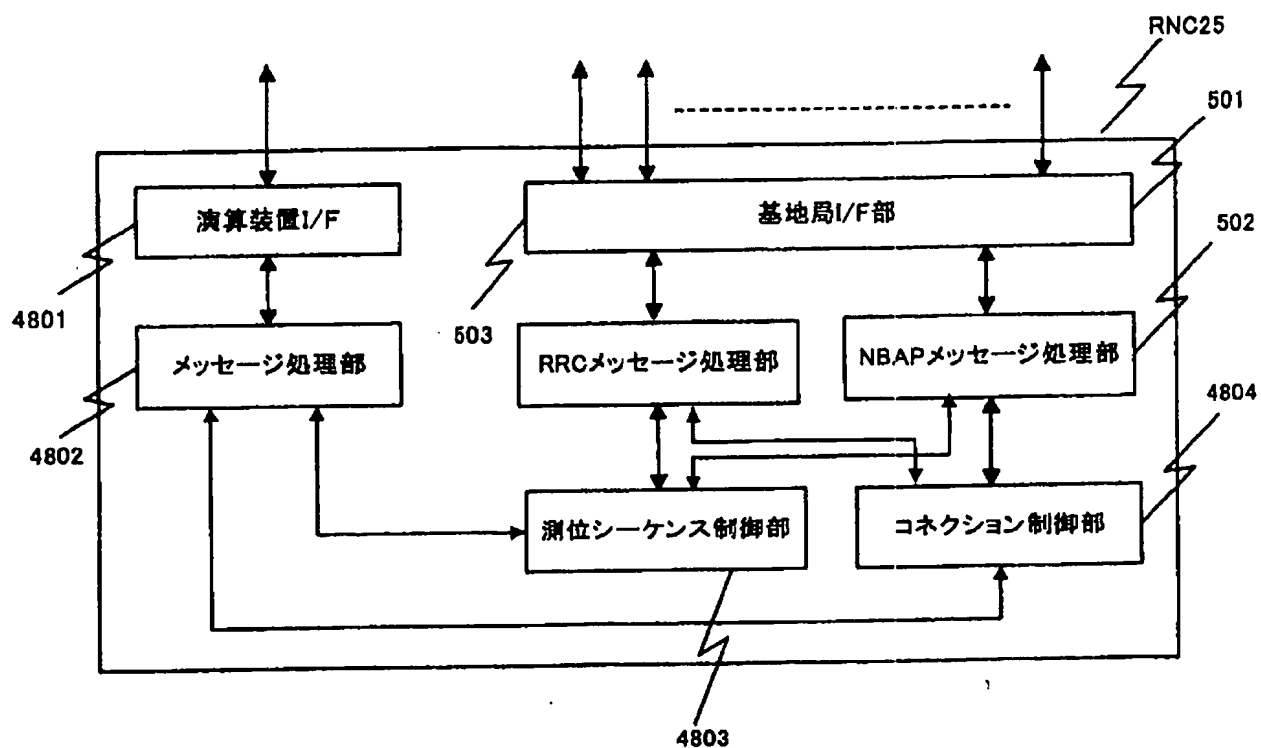 RNC25
501
演算装置I/F
基地局I/F部
502
4801
503
メッセージ処理部
RRCメッセージ処理部
NBAPメッセージ処理部
4804
4802
測位シーケンス制御部
コネクション制御部
4803